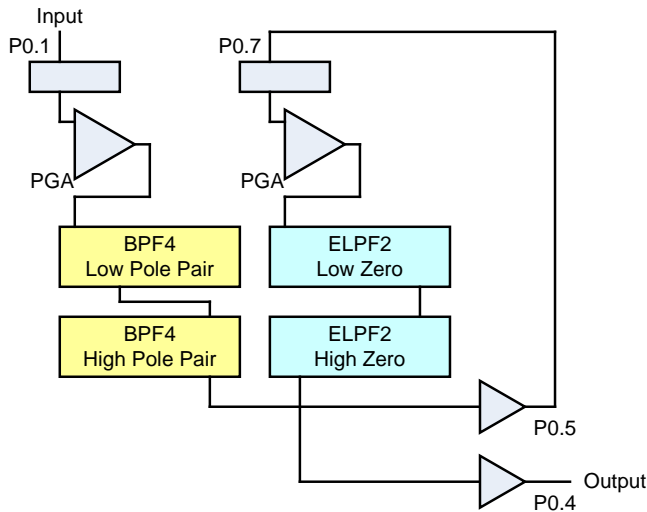 Input
P0.1
P0.7
PGA
PGA
BPF4
Low Pole Pair
ELPF2
Low Zero
BPF4
High Pole Pair
ELPF2
High Zero
P0.5
Output
P0.4